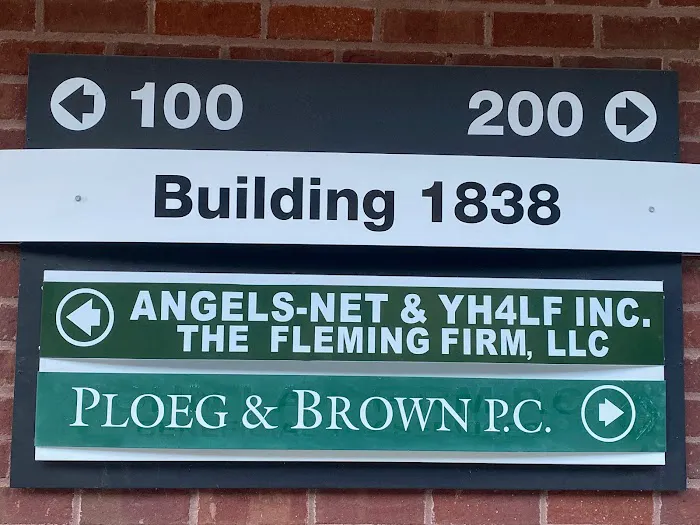 100 200
Building 1838
ANGELS-NET & YH4LF INC.
THE FLEMING FIRM, LLC
PLOEG & BROWN P.C.